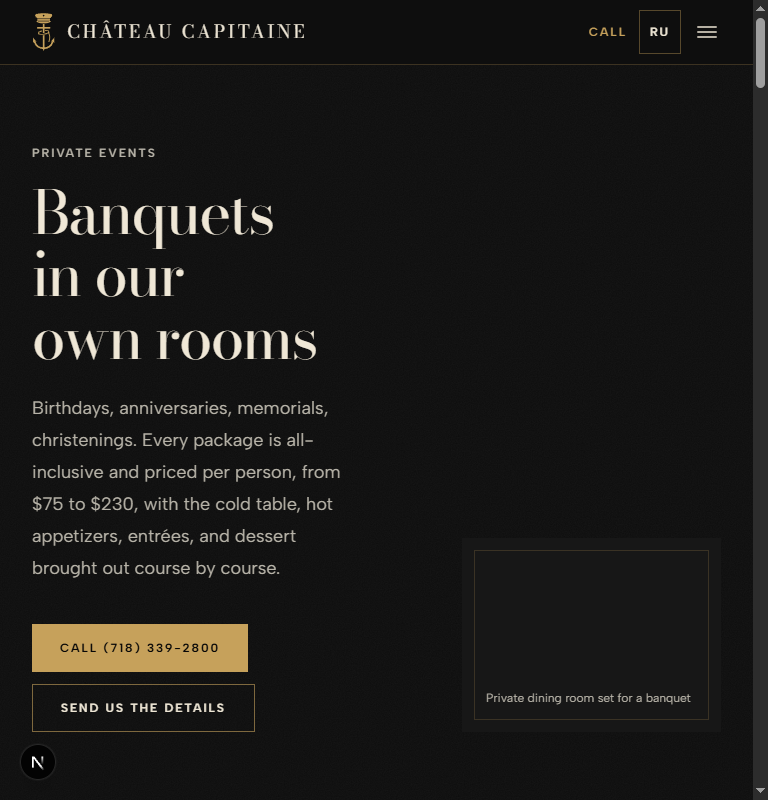 CHÂTEAU CAPITAINE
CALL
RU
PRIVATE EVENTS
Banquets
in our
own rooms
Birthdays, anniversaries, memorials,
christenings. Every package is all-
inclusive and priced per person, from
$75 to $230, with the cold table, hot
appetizers, entrées, and dessert
brought out course by course.
CALL (718) 339-2800
Private dining room set for a banquet
SEND US THE DETAILS
N